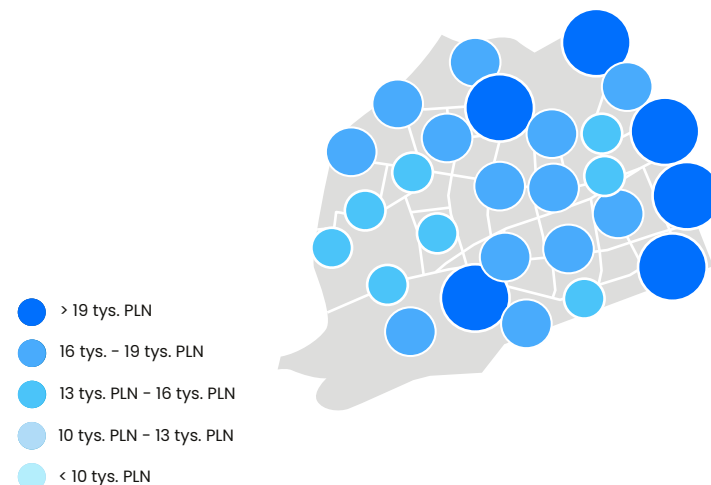 > 19 tys. PLN
16 tys. - 19 tys. PLN
13 tys. PLN - 16 tys. PLN
10 tys. PLN - 13 tys. PLN
< 10 tys. PLN